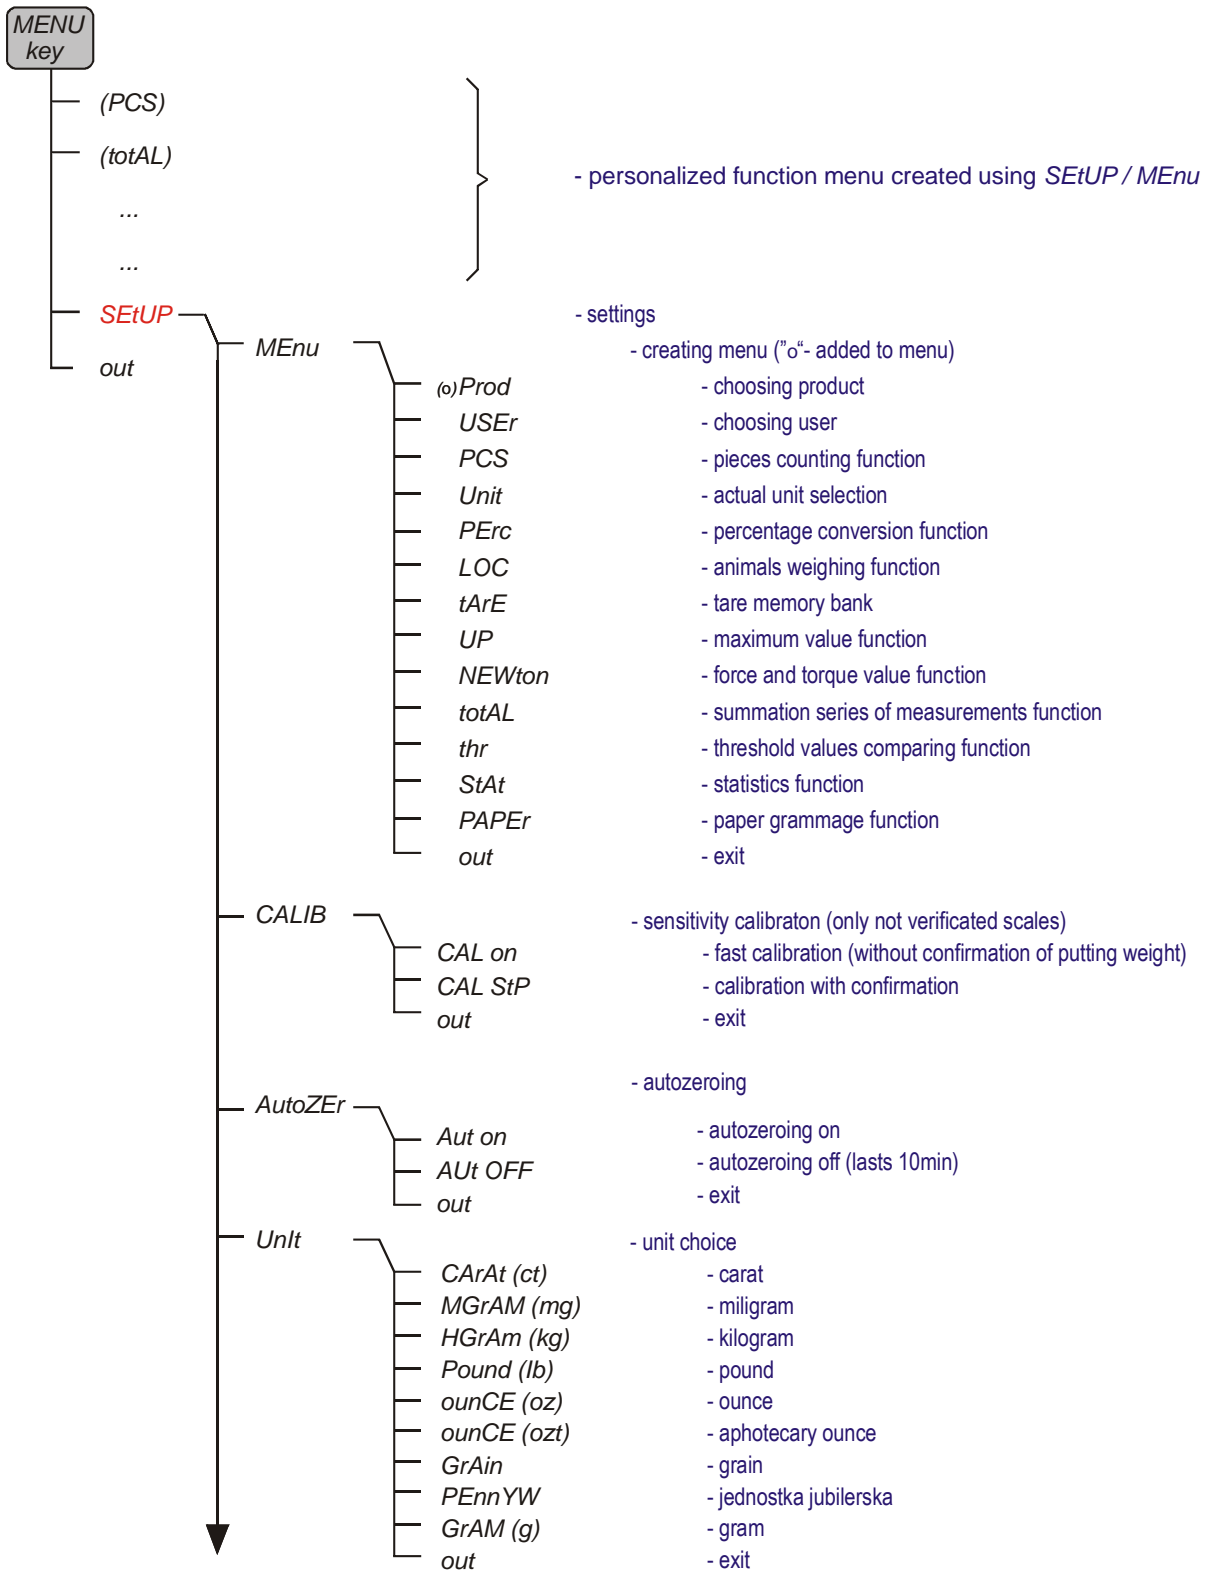 MENU
key
(PCS)
(totAL)
...
- personalized function menu created using SEtUP / MEnu
...
SEtUP - settings
MEnu - creating menu (”o“- added to menu)
out
(o)Prod - choosing product
USEr - choosing user
PCS - pieces counting function
Unit - actual unit selection
PErc - percentage conversion function
LOC - animals weighing function
tArE - tare memory bank
UP - maximum value function
NEWton - force and torque value function
totAL - summation series of measurements function
thr - threshold values comparing function
StAt - statistics function
PAPEr - paper grammage function
out - exit
CALIB - sensitivity calibraton (only not verificated scales)
CAL on - fast calibration (without confirmation of putting weight)
CAL StP - calibration with confirmation
out - exit
AutoZEr - autozeroing
Aut on - autozeroing on
AUt OFF - autozeroing off (lasts 10min)
out - exit
UnIt - unit choice
CArAt (ct) - carat
MGrAM (mg) - miligram
HGrAm (kg) - kilogram
Pound (lb) - pound
ounCE (oz) - ounce
ounCE (ozt) - aphotecary ounce
GrAin - grain
PEnnYW - jednostka jubilerska
GrAM (g) - gram
out - exit